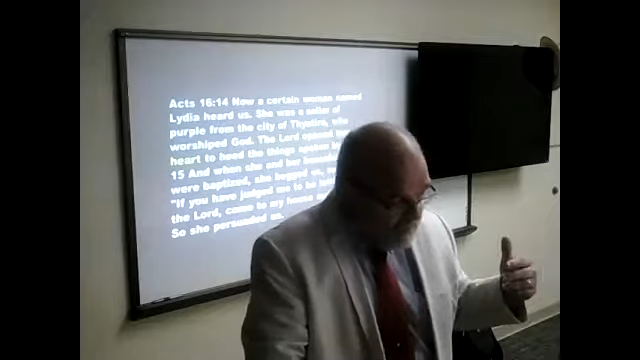 Acts 16:14 Now a certain woman named
Lydia heard us. She was a seller of
purple from the city of Thyatira, who
worshiped God. The Lord opened
heart to heed the things spoken
15 And when she and her
were baptized, she begged us,
"If you have judged me to be
the Lord, come to my house
So she persuaded us.